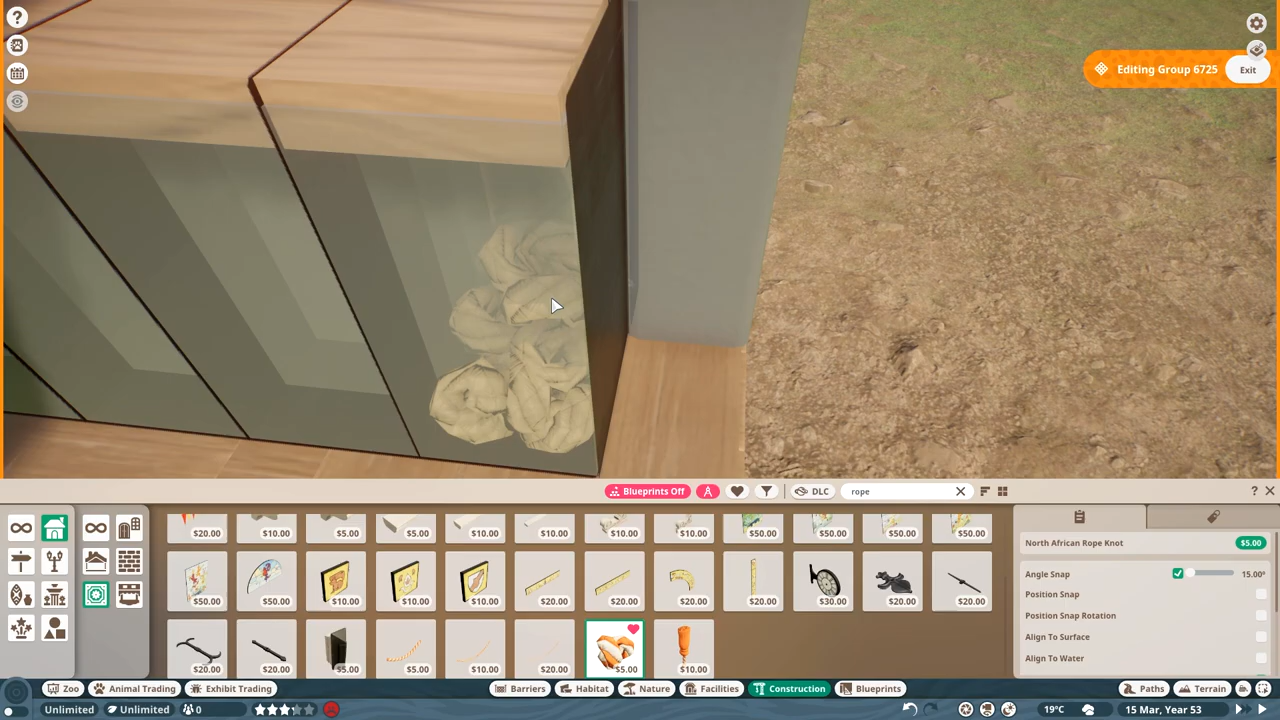 ?
Editing Group 6725
Exit
Blueprints Off
DLC
rope
?
$20.00
$10.00
$5.00
$5.00
$10.00
$10.00
$10.00
$10.00
$50.00
$50.00
$50.00
$50.00
$50.00
$50.00
$10.00
$10.00
$10.00
$20.00
$20.00
$20.00
$20.00
$30.00
$20.00
$20.00
$20.00
$20.00
$5.00
$5.00
$10.00
$20.00
$5.00
$10.00
North African Rope Knot
$5.00
Angle Snap
15.00°
Position Snap
Position Snap Rotation
Align To Surface
Align To Water
Zoo
Animal Trading
Exhibit Trading
Barriers
Habitat
Nature
Facilities
Construction
Blueprints
Paths
Terrain
Unlimited
Unlimited
0
19°C
15 Mar, Year 53